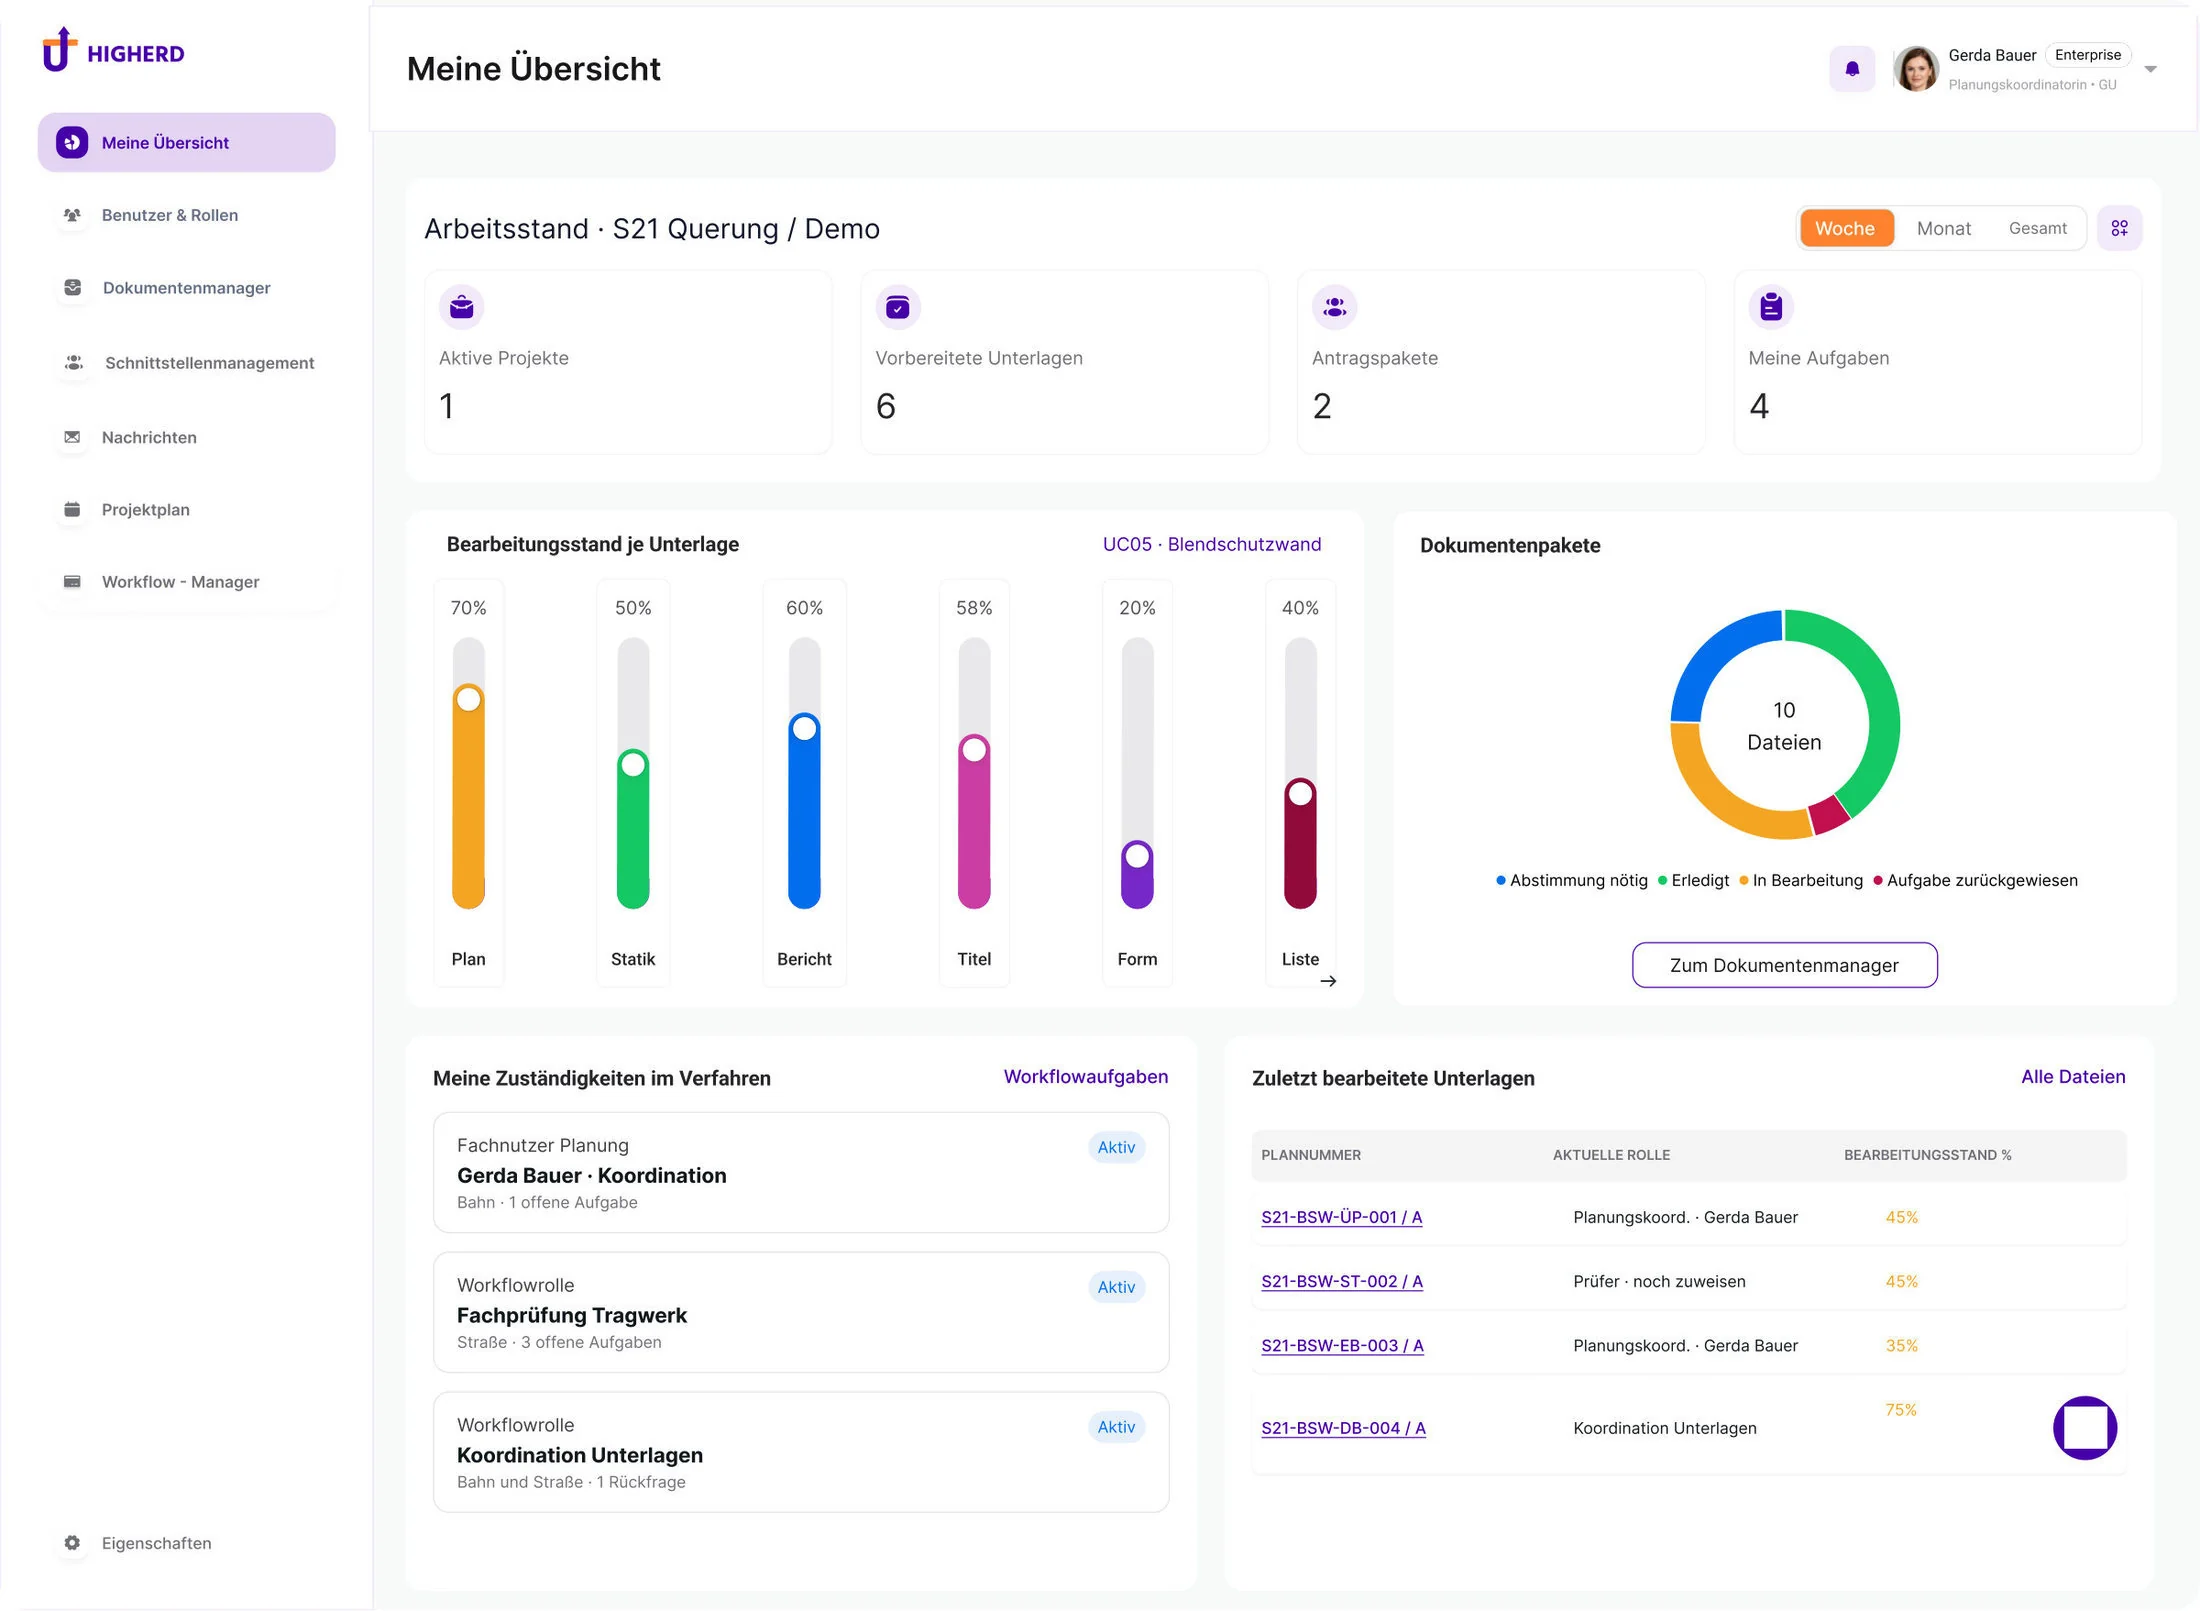 HIGHERD
Meine Übersicht
Benutzer & Rollen
Dokumentenmanager
Schnittstellenmanagement
Nachrichten
Projektplan
Workflow - Manager
Eigenschaften
Meine Übersicht
Gerda Bauer Enterprise
Planungskoordinatorin • GU
Arbeitsstand · S21 Querung / Demo
Woche Monat Gesamt
Aktive Projekte
1
Vorbereitete Unterlagen
6
Antragspakete
2
Meine Aufgaben
4
Bearbeitungsstand je Unterlage
UC05 · Blendschutzwand
70% 50% 60% 58% 20% 40%
Plan Statik Bericht Titel Form Liste
Dokumentenpakete
10
Dateien
Abstimmung nötig Erledigt In Bearbeitung Aufgabe zurückgewiesen
Zum Dokumentenmanager
Meine Zuständigkeiten im Verfahren
Workflowaufgaben
Fachnutzer Planung
Aktiv
Gerda Bauer · Koordination
Bahn · 1 offene Aufgabe
Workflowrolle
Aktiv
Fachprüfung Tragwerk
Straße · 3 offene Aufgaben
Workflowrolle
Aktiv
Koordination Unterlagen
Bahn und Straße · 1 Rückfrage
Zuletzt bearbeitete Unterlagen
Alle Dateien
PLANNUMMER AKTUELLE ROLLE BEARBEITUNGSSTAND %
S21-BSW-ÜP-001 / A Planungskoord. · Gerda Bauer 45%
S21-BSW-ST-002 / A Prüfer · noch zuweisen 45%
S21-BSW-EB-003 / A Planungskoord. · Gerda Bauer 35%
S21-BSW-DB-004 / A Koordination Unterlagen 75%